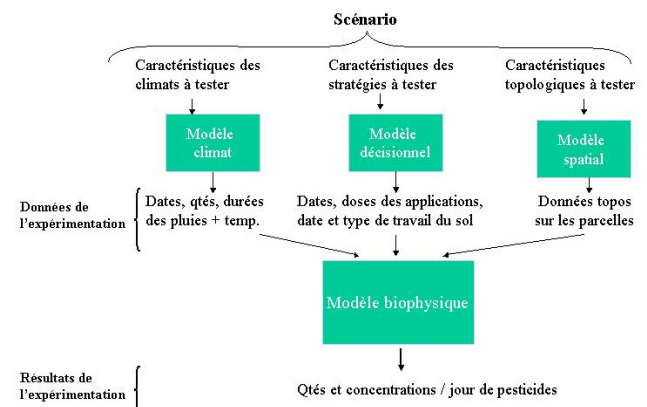 Scénario
Caractéristiques des
climats à tester
Caractéristiques des
stratégies à tester
Caractéristiques
topologiques à tester
Modèle
climat
Modèle
décisionnel
Modèle
spatial
Données de
l'expérimentation
Dates, qtés, durées
des pluies + temp.
Dates, doses des applications,
date et type de travail du sol
Données topos
sur les parcelles
Modèle biophysique
Résultats de
l'expérimentation
Qtés et concentrations / jour de pesticides